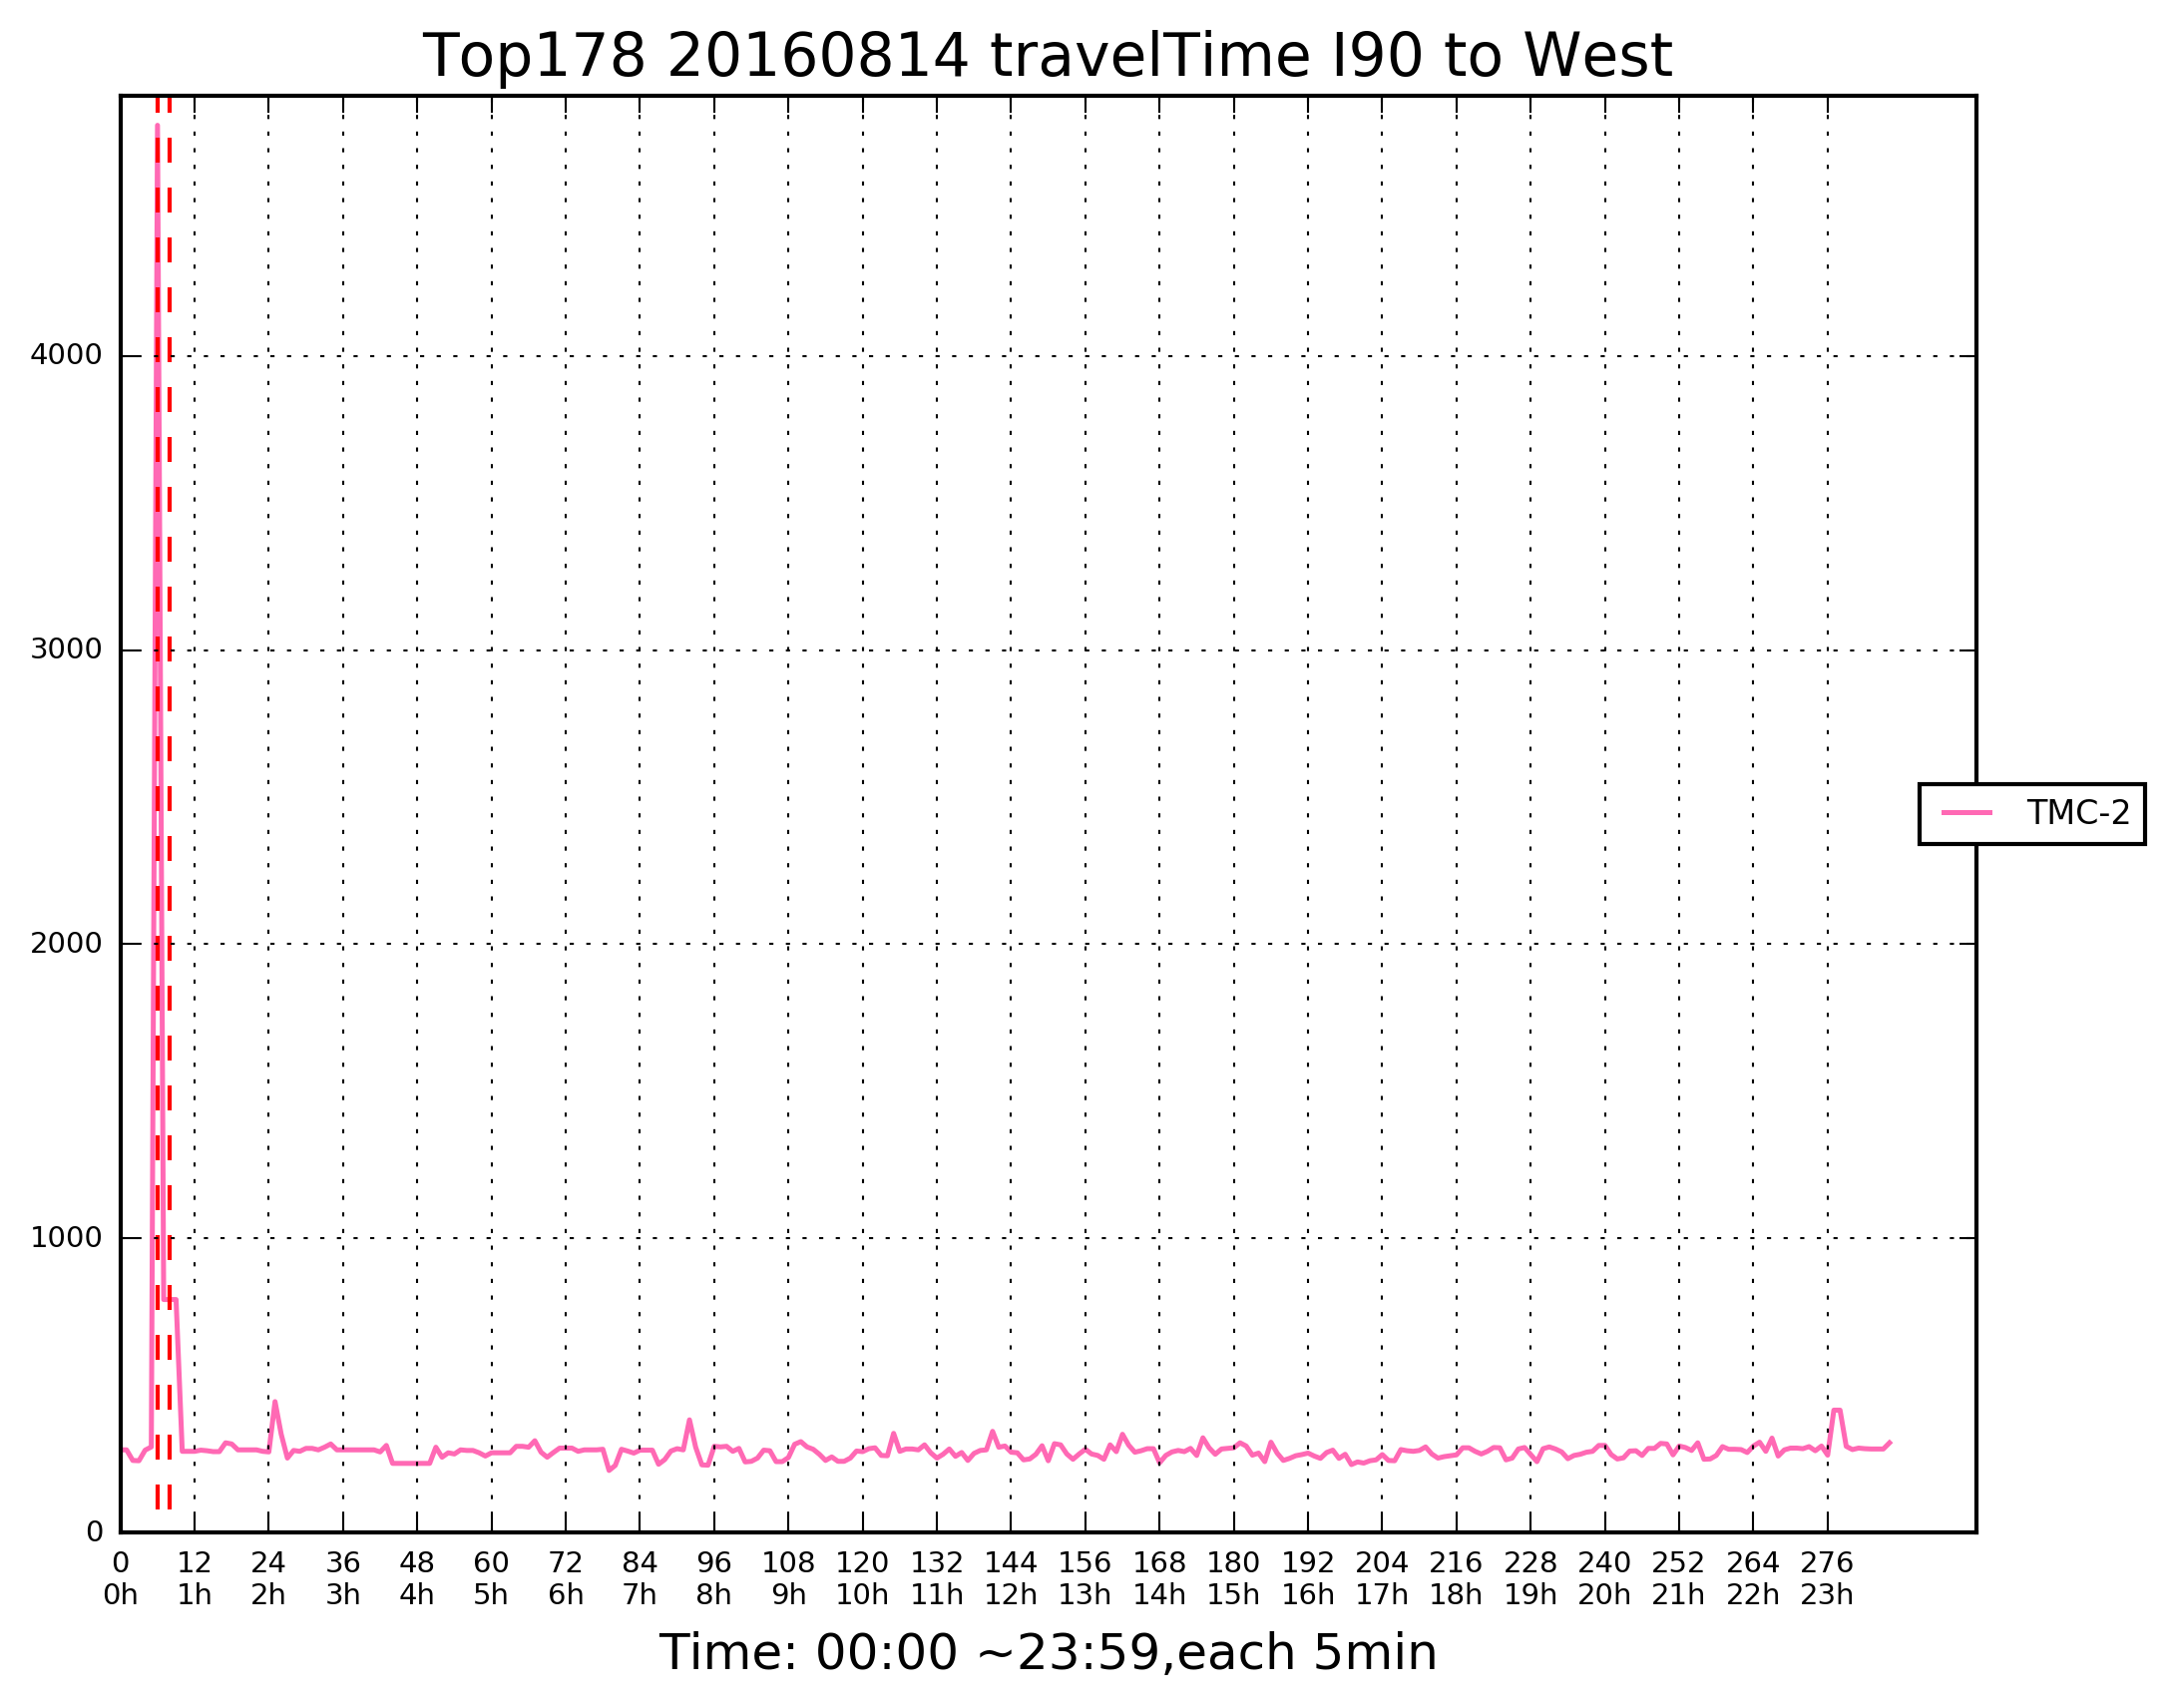 Top178 20160814 travelTime I90 to West
4000
3000
2000
1000
0
TMC-2
0 12 24 36 48 60 72 84 96 108 120 132 144 156 168 180 192 204 216 228 240 252 264 276
0h 1h 2h 3h 4h 5h 6h 7h 8h 9h 10h 11h 12h 13h 14h 15h 16h 17h 18h 19h 20h 21h 22h 23h
Time: 00:00 ~23:59,each 5min